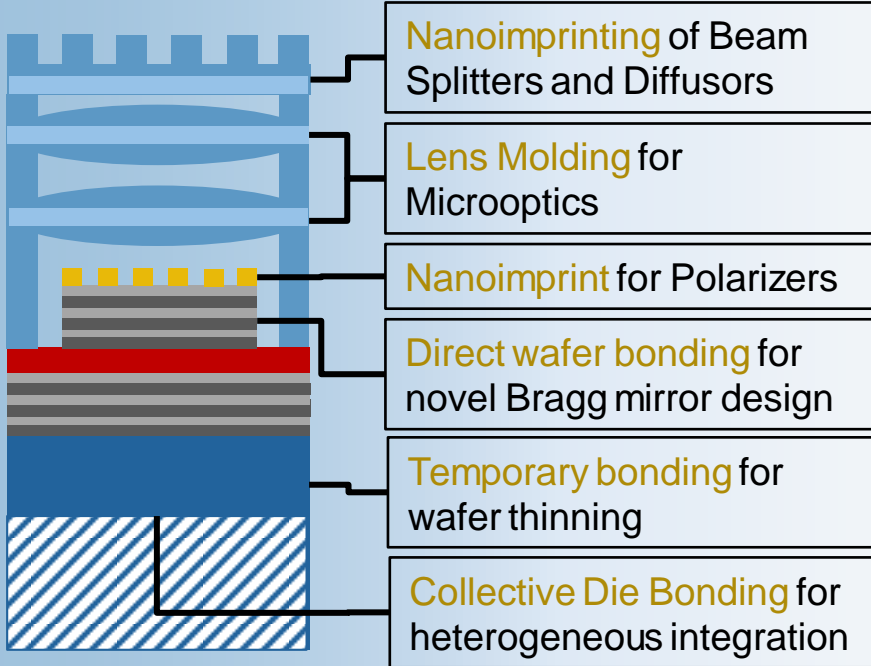 Nanoimprinting of Beam
Splitters and Diffusors
Lens Molding for
Microoptics
Nanoimprint for Polarizers
Direct wafer bonding for
novel Bragg mirror design
Temporary bonding for
wafer thinning
Collective Die Bonding for
heterogeneous integration